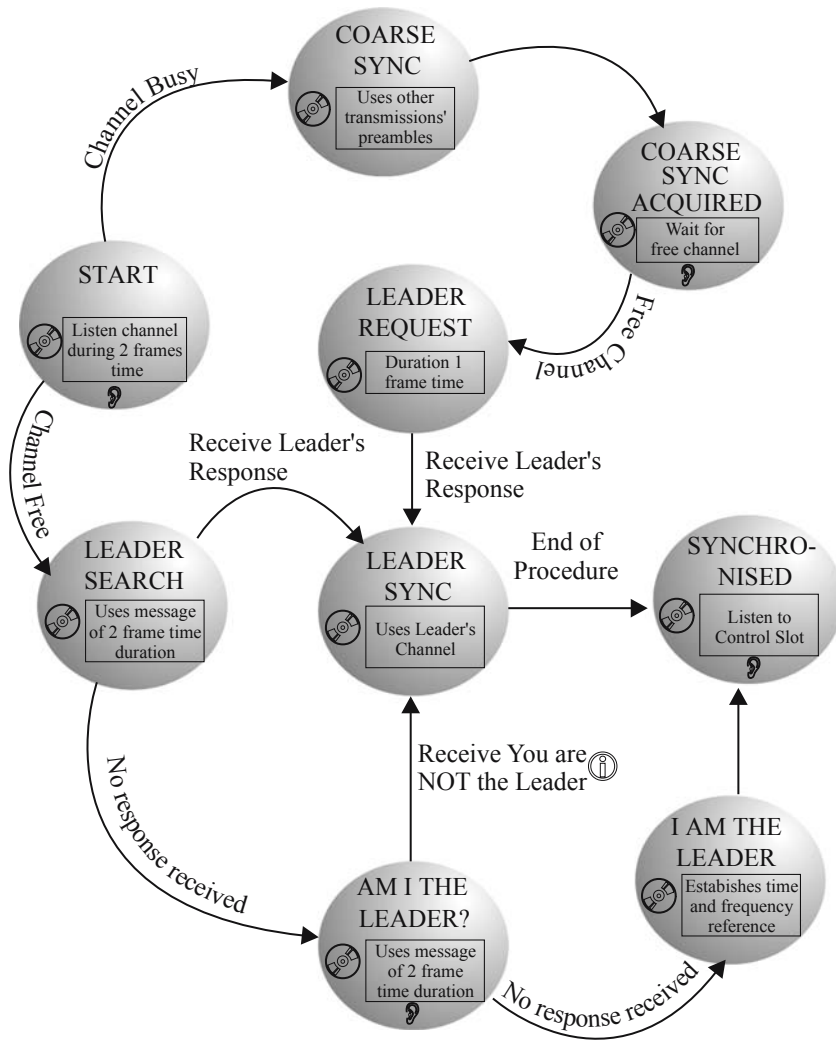 COARSE
SYNC
Uses other
transmissions'
preambles
Channel Busy
COARSE
SYNC
ACQUIRED
Wait for
free channel
START
Listen channel
during 2 frames
time
LEADER
REQUEST
Duration 1
frame time
Free Channel
Channel Free
Receive Leader's
Response
Receive Leader's
Response
LEADER
SEARCH
Uses message
of 2 frame time
duration
LEADER
SYNC
Uses Leader's
Channel
End of
Procedure
SYNCHRO-
NISED
Listen to
Control Slot
No response received
Receive You are
NOT the Leader
AM I THE
LEADER?
Uses message
of 2 frame
time duration
No response received
I AM THE
LEADER
Estabishes time
and frequency
reference